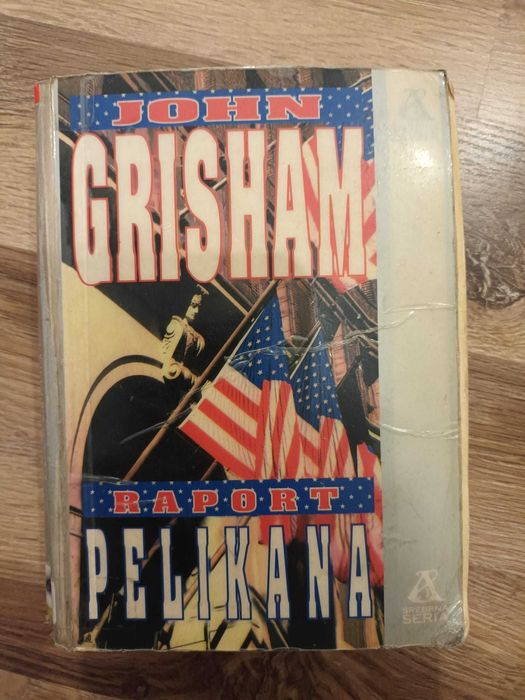 JOHN
GRISHAM
RAPORT
PELIKANA
SREBRNA
SERIA